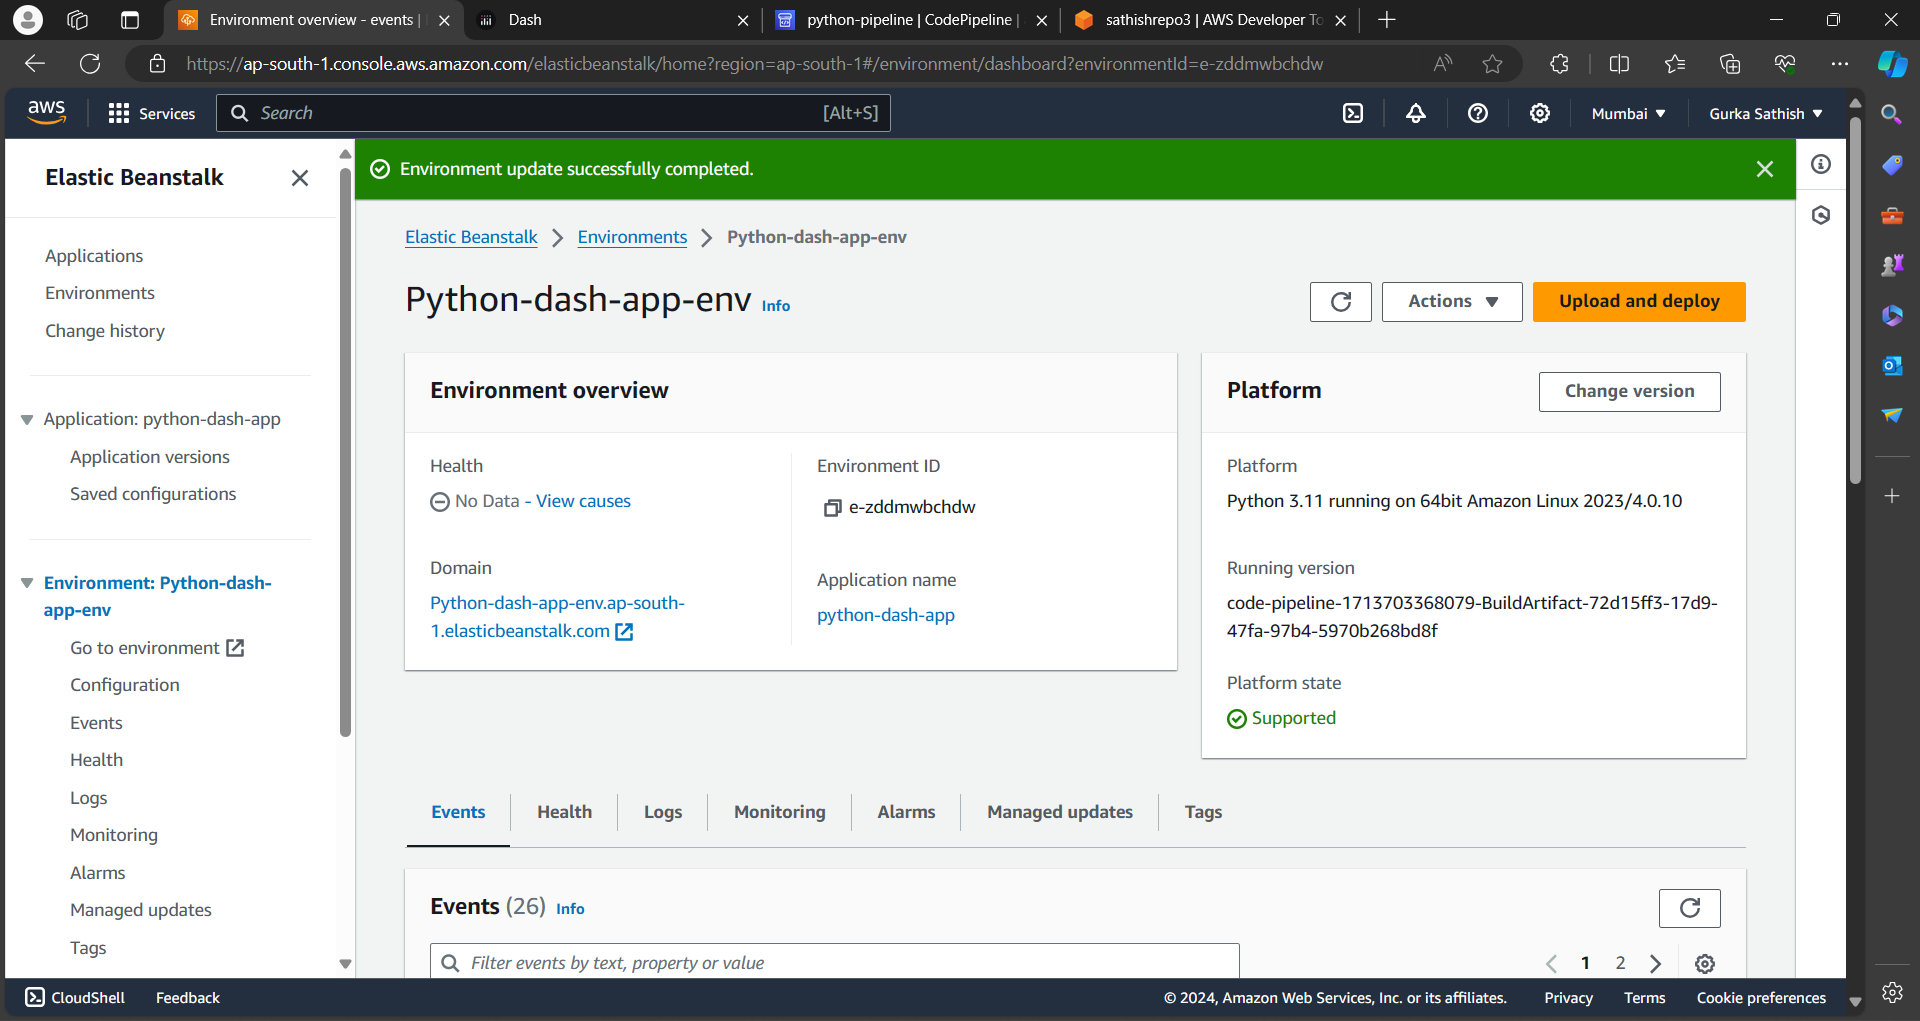 Environment overview - events |
Dash
python-pipeline | CodePipeline |
sathishrepo3 | AWS Developer To
https://ap-south-1.console.aws.amazon.com/elasticbeanstalk/home?region=ap-south-1#/environment/dashboard?environmentId=e-zddmwbchdw
aws
Services
Search
[Alt+S]
Mumbai
Gurka Sathish
Elastic Beanstalk
Applications
Environments
Change history
Application: python-dash-app
Application versions
Saved configurations
Environment: Python-dash-
app-env
Go to environment
Configuration
Events
Health
Logs
Monitoring
Alarms
Managed updates
Tags
Environment update successfully completed.
Elastic Beanstalk > Environments > Python-dash-app-env
Python-dash-app-env Info
Actions
Upload and deploy
Environment overview
Health
No Data - View causes
Domain
Python-dash-app-env.ap-south-
1.elasticbeanstalk.com
Environment ID
e-zddmwbchdw
Application name
python-dash-app
Platform
Change version
Platform
Python 3.11 running on 64bit Amazon Linux 2023/4.0.10
Running version
code-pipeline-1713703368079-BuildArtifact-72d15ff3-17d9-
47fa-97b4-5970b268bd8f
Platform state
Supported
Events
Health
Logs
Monitoring
Alarms
Managed updates
Tags
Events (26) Info
Filter events by text, property or value
1 2
CloudShell
Feedback
© 2024, Amazon Web Services, Inc. or its affiliates.
Privacy
Terms
Cookie preferences